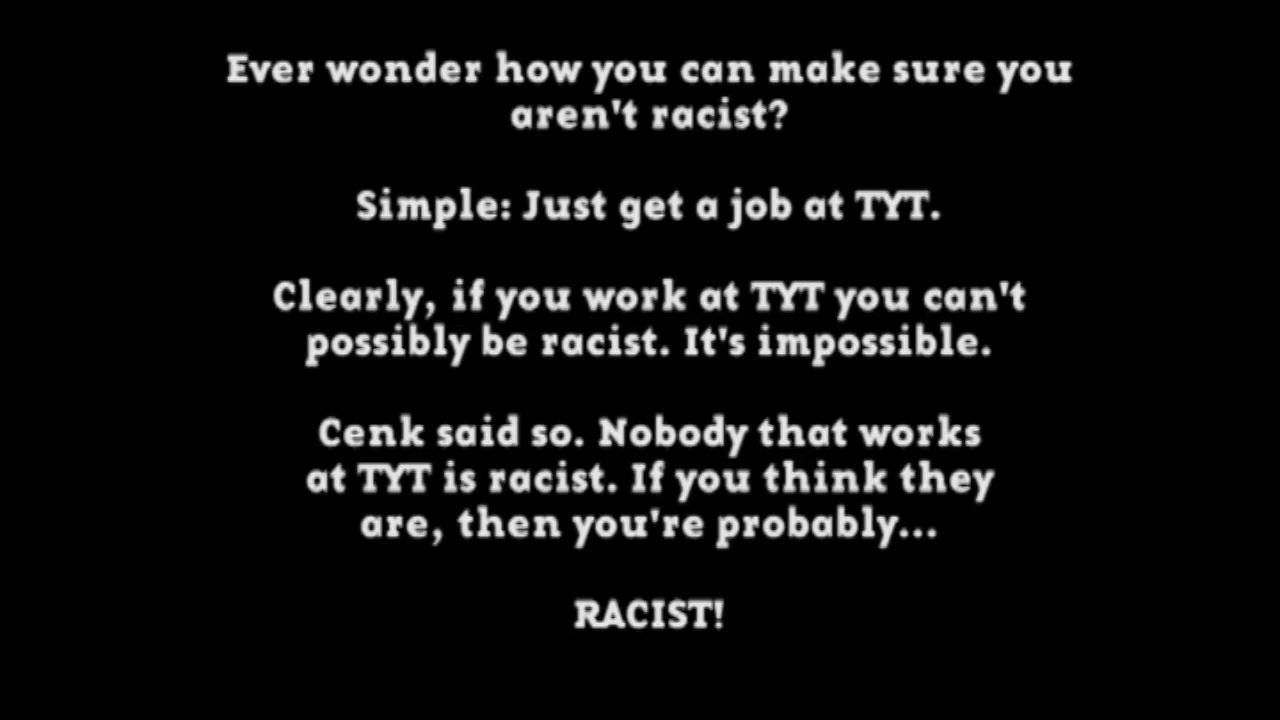 Ever wonder how you can make sure you
aren't racist?
Simple: Just get a job at TYT.
Clearly, if you work at TYT you can't
possibly be racist. It's impossible.
Cenk said so. Nobody that works
at TYT is racist. If you think they
are, then you're probably...
RACIST!